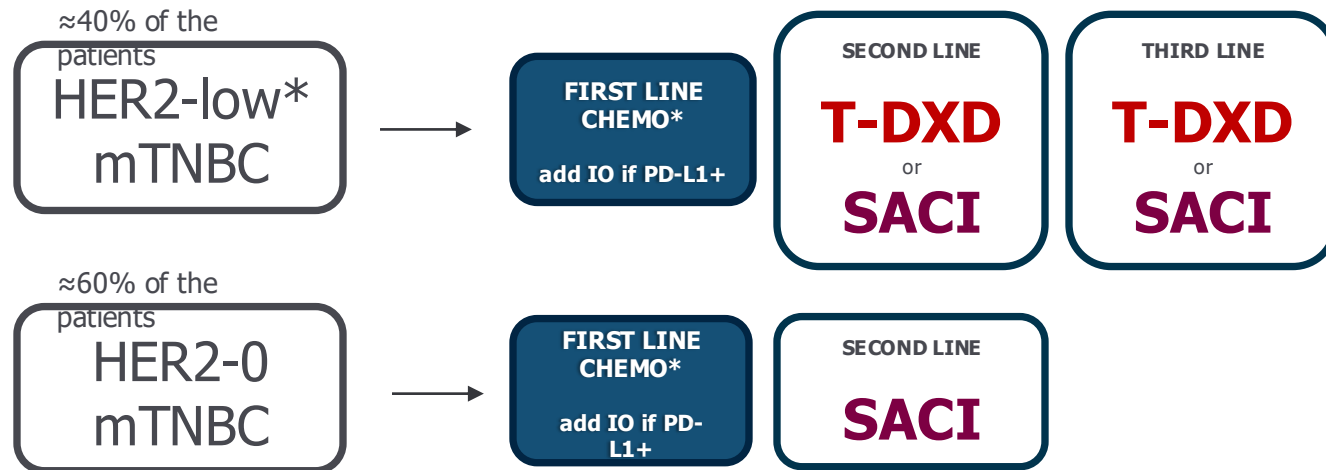 ≈40% of the
patients
HER2-low*
mTNBC
FIRST LINE
CHEMO*
add IO if PD-L1+
SECOND LINE
T-DXD
or
SACI
THIRD LINE
T-DXD
or
SACI
≈60% of the
patients
HER2-0
mTNBC
FIRST LINE
CHEMO*
add IO if PD-
L1+
SECOND LINE
SACI